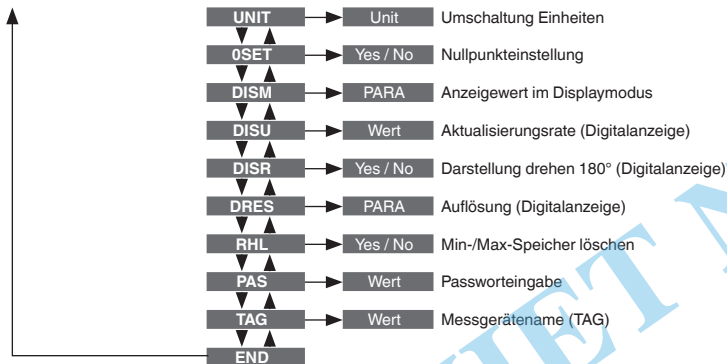 UNIT Unit Umschaltung Einheiten
0SET Yes / No Nullpunkteinstellung
DISM PARA Anzeigewert im Displaymodus
DISU Wert Aktualisierungsrate (Digitalanzeige)
DISR Yes / No Darstellung drehen 180° (Digitalanzeige)
DRES PARA Auflösung (Digitalanzeige)
RHL Yes / No Min-/Max-Speicher löschen
PAS Wert Passworteingabe
TAG Wert Messgerätename (TAG)
END